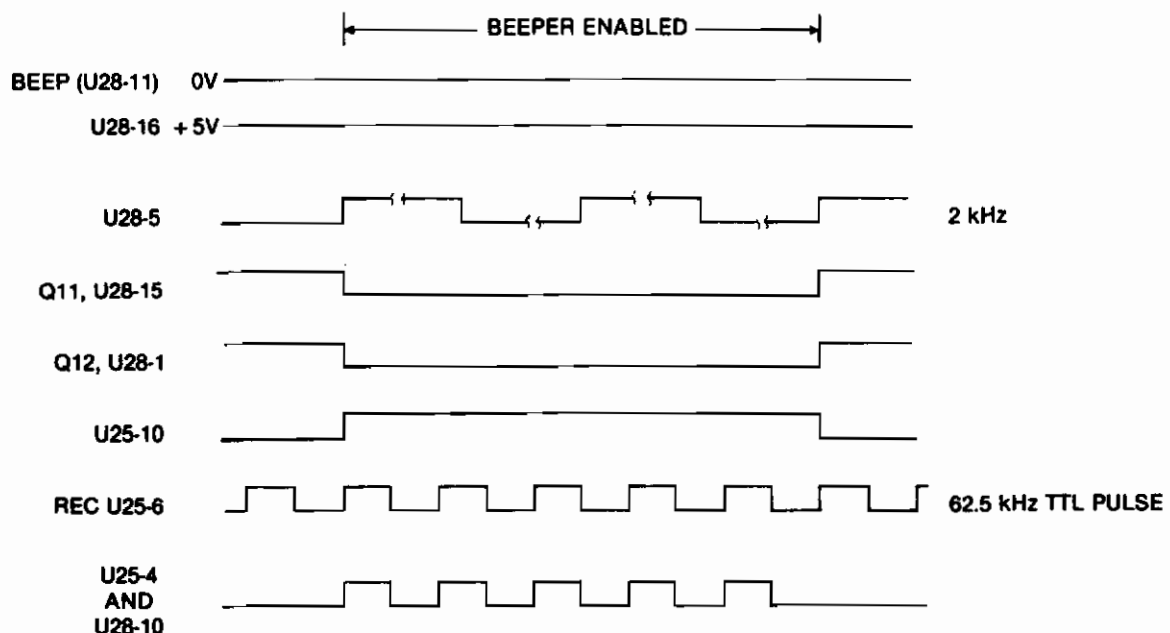 BEEPER ENABLED
BEEP (U28-11) 0V
U28-16 + 5V
U28-5 2 kHz
Q11, U28-15
Q12, U28-1
U25-10
REC U25-6 62.5 kHz TTL PULSE
U25-4
AND
U28-10